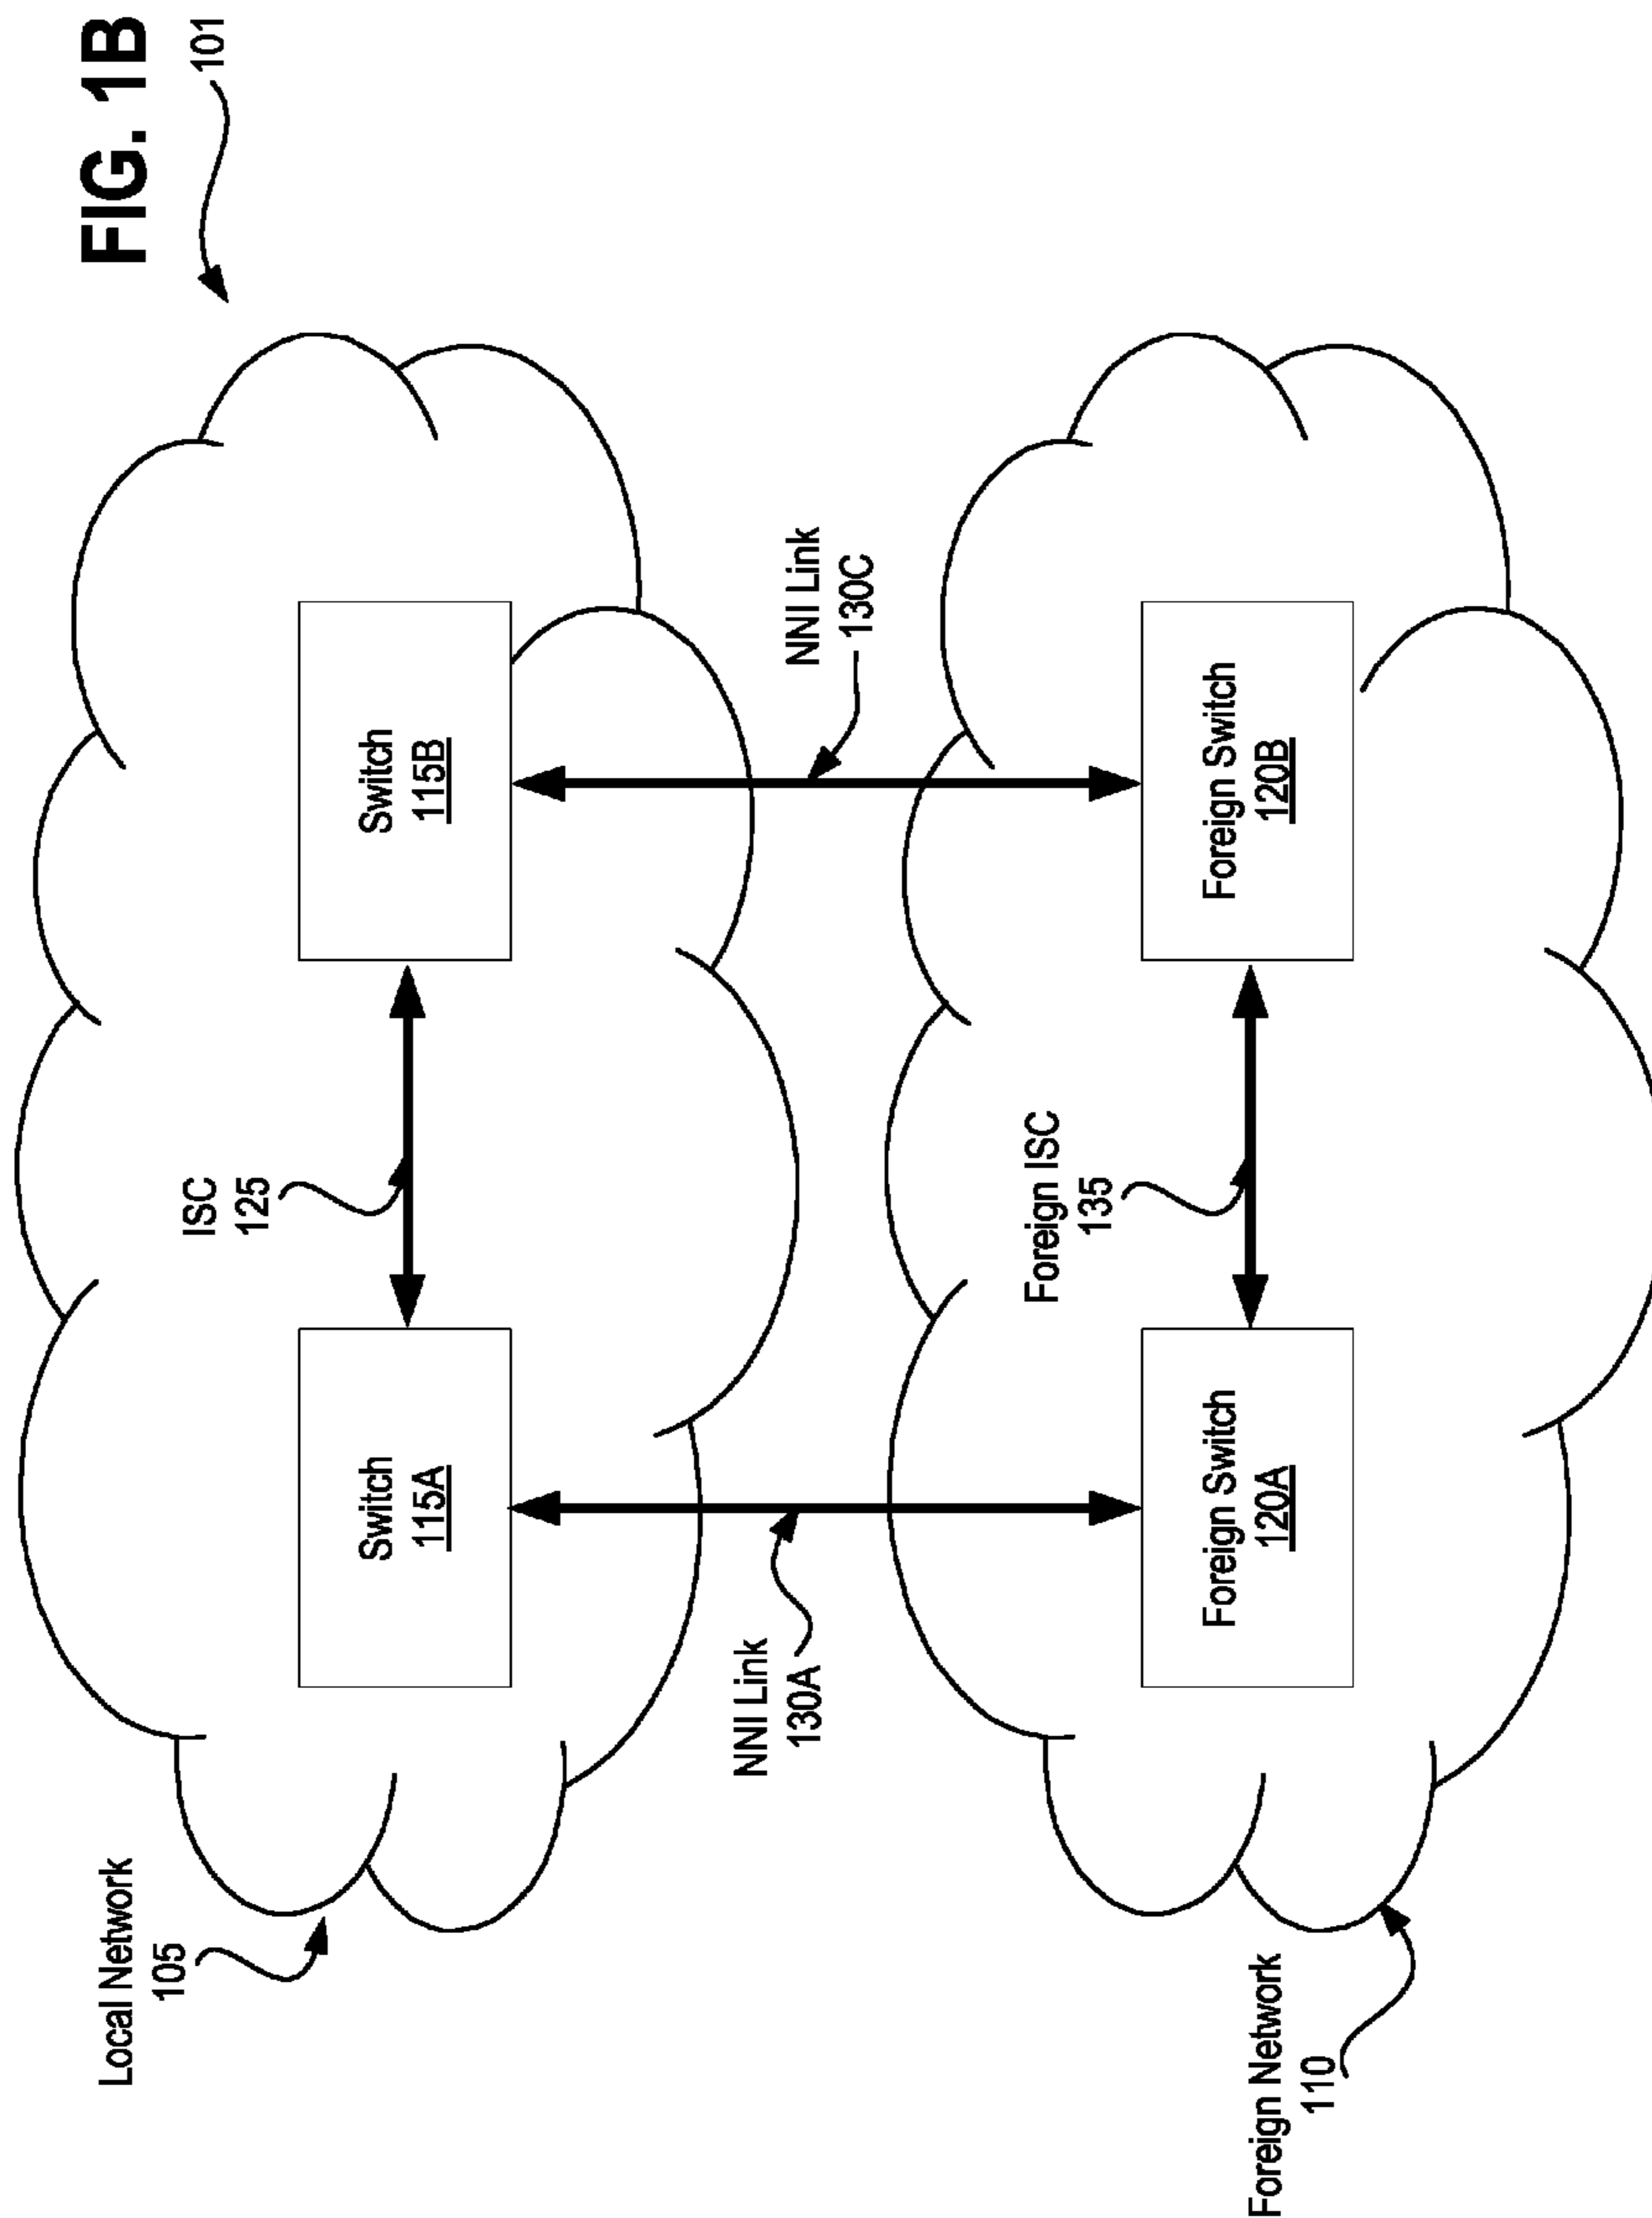 FIG. 1B
101
Local Network
105
ISC
125
Switch
115A
Switch
115B
NNI Link
130A
NNI Link
130C
Foreign ISC
135
Foreign Switch
120A
Foreign Switch
120B
Foreign Network
110